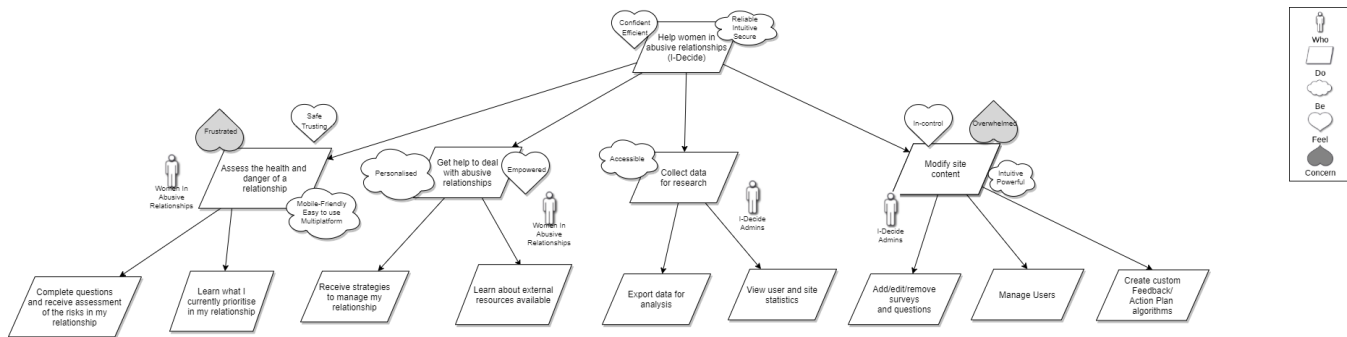 Confident
Efficient
Reliable
Intuitive
Secure
Help women in
abusive relationships
(I-Decide)
Who
Do
Be
Feel
Concern
Frustrated
Safe
Trusting
Assess the health and
danger of a
relationship
Women In
Abusive
Relationships
Mobile-Friendly
Easy to use
Multiplatform
Personalised
Get help to deal
with abusive
relationships
Empowered
Women In
Abusive
Relationships
Accessible
Collect data
for research
I-Decide
Admins
In-control
Overwhelmed
Modify site
content
Intuitive
Powerful
I-Decide
Admins
Complete questions
and receive assessment
of the risks in my
relationship
Learn what I
currently prioritise
in my relationship
Receive strategies
to manage my
relationship
Learn about external
resources available
Export data for
analysis
View user and site
statistics
Add/edit/remove
surveys
and questions
Manage Users
Create custom
Feedback/
Action Plan
algorithms